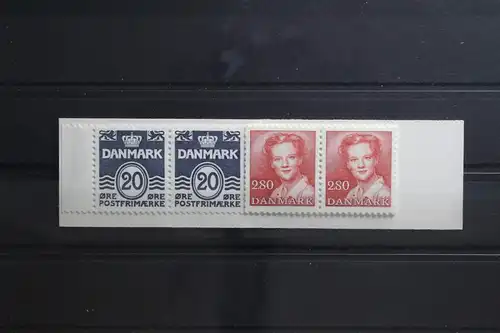 DANMARK
20
ØRE ØRE
POSTFRIMÆRKE
DANMARK
20
ØRE ØRE
POSTFRIMÆRKE
2.80
DANMARK
2.80
DANMARK